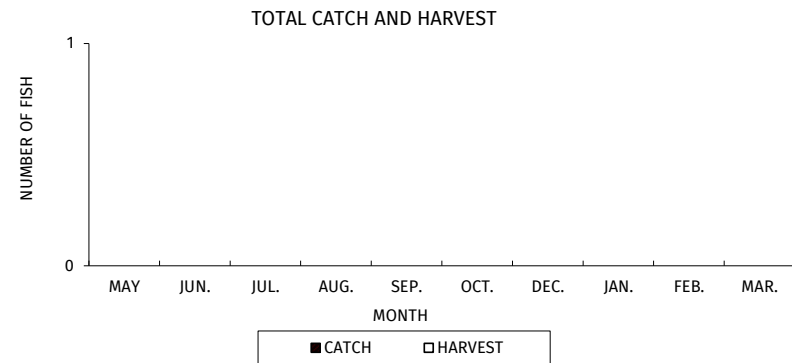 TOTAL CATCH AND HARVEST
1
NUMBER OF FISH
0
MAY JUN. JUL. AUG. SEP. OCT. DEC. JAN. FEB. MAR.
MONTH
CATCH HARVEST